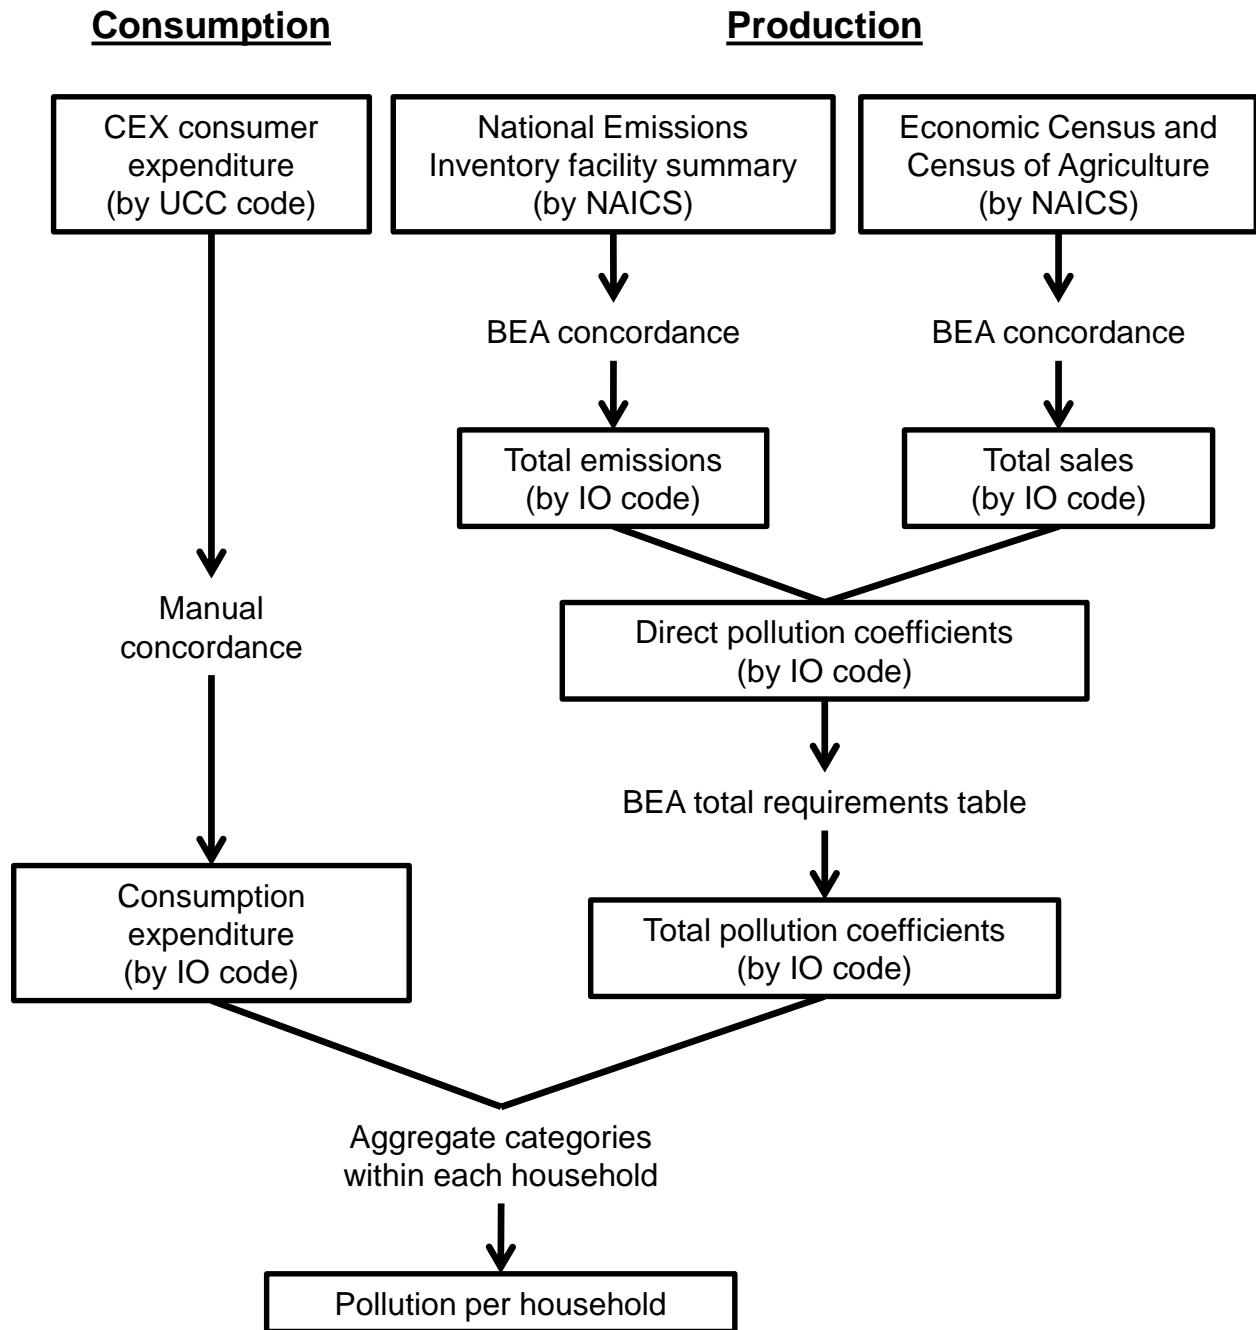 Consumption
Production
CEX consumer
expenditure
(by UCC code)
National Emissions
Inventory facility summary
(by NAICS)
Economic Census and
Census of Agriculture
(by NAICS)
BEA concordance
BEA concordance
Total emissions
(by IO code)
Total sales
(by IO code)
Manual
concordance
Direct pollution coefficients
(by IO code)
BEA total requirements table
Consumption
expenditure
(by IO code)
Total pollution coefficients
(by IO code)
Aggregate categories
within each household
Pollution per household